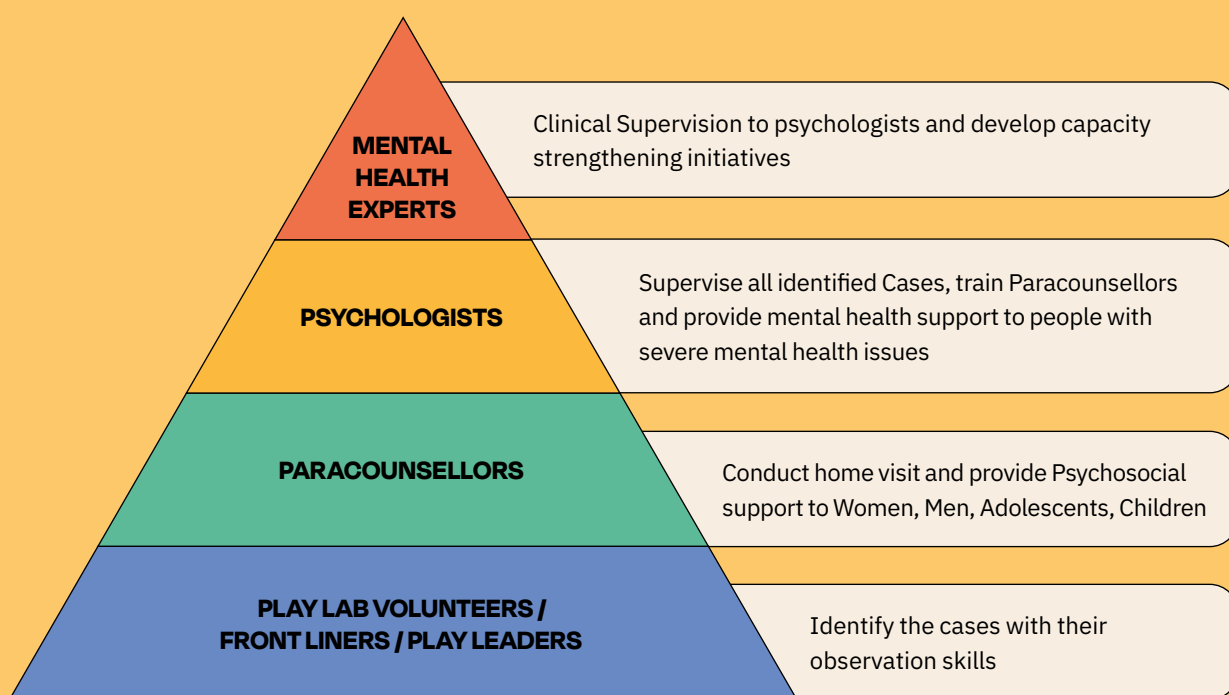 MENTAL
HEALTH
EXPERTS
Clinical Supervision to psychologists and develop capacity
strengthening initiatives
PSYCHOLOGISTS
Supervise all identified Cases, train Paracounsellors
and provide mental health support to people with
severe mental health issues
PARACOUNSELLORS
Conduct home visit and provide Psychosocial
support to Women, Men, Adolescents, Children
PLAY LAB VOLUNTEERS /
FRONT LINERS / PLAY LEADERS
Identify the cases with their
observation skills